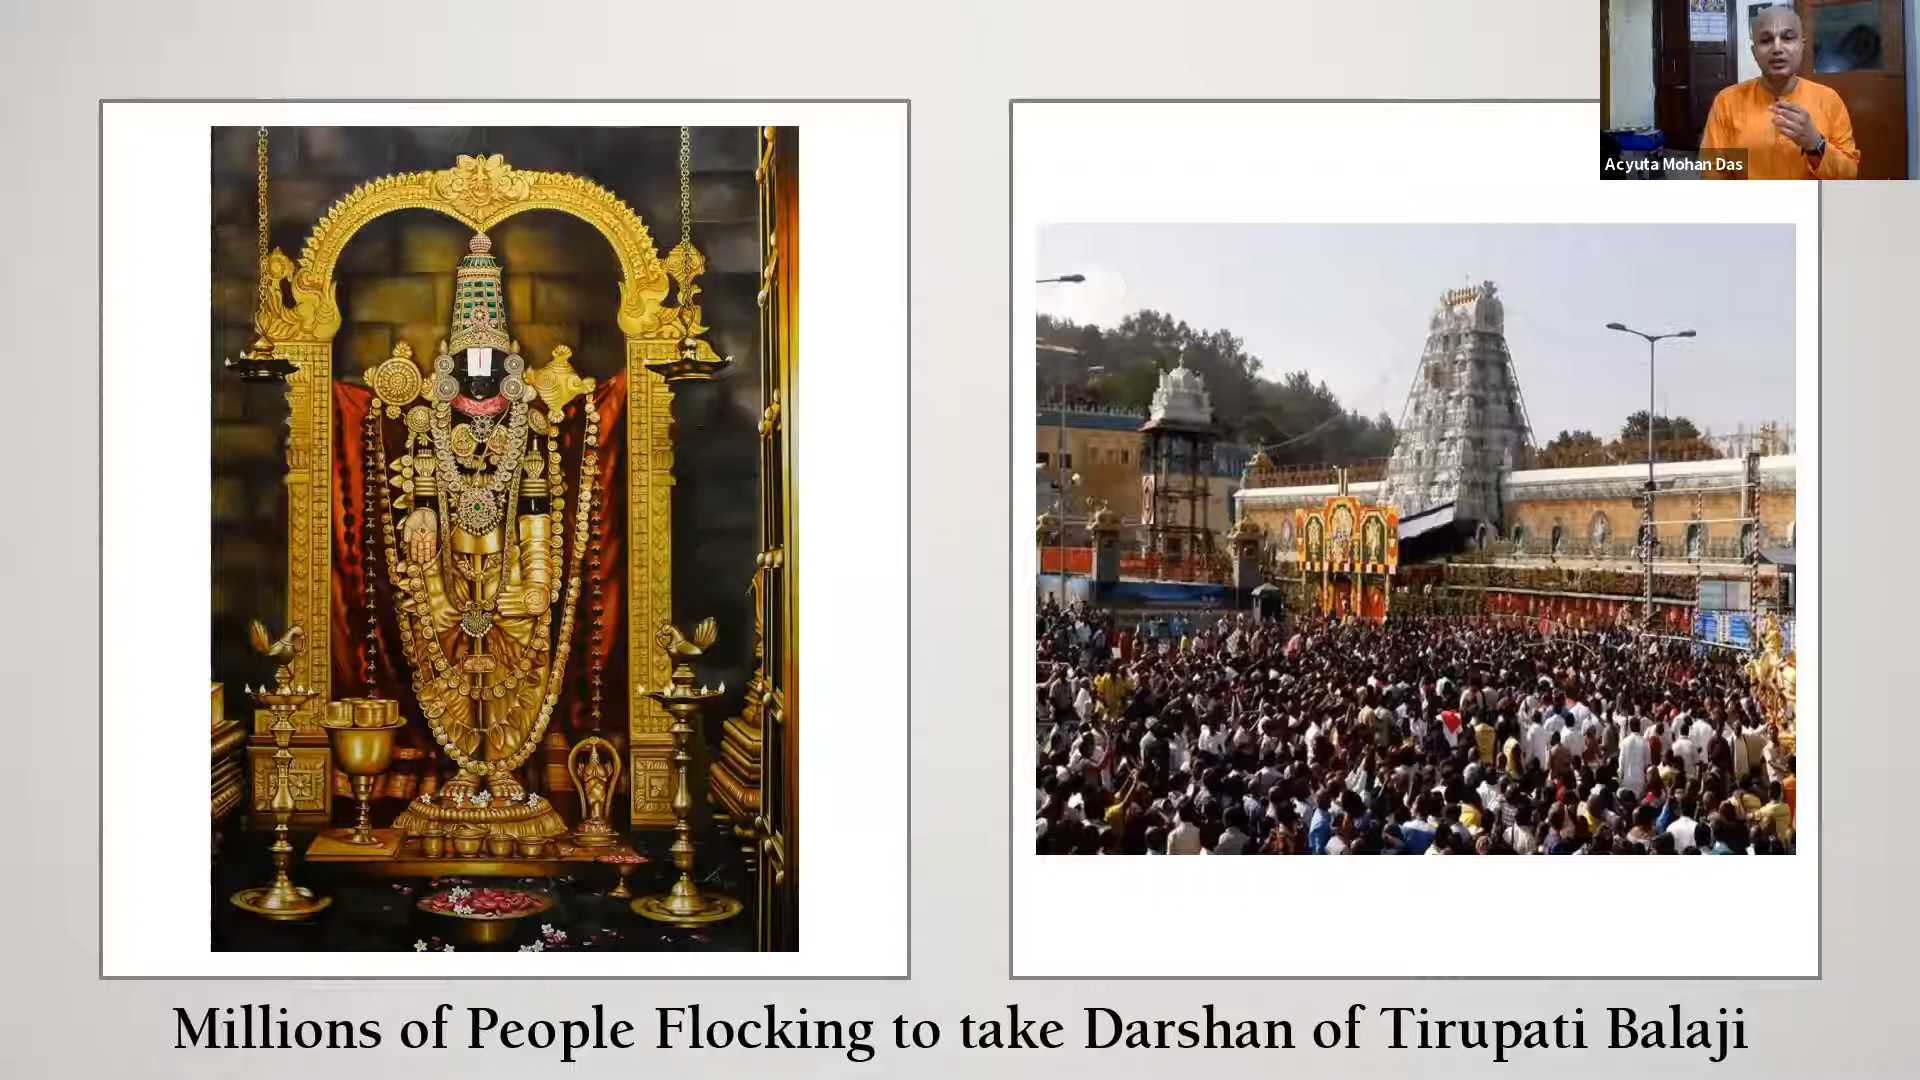 Acyuta Mohan Das
Millions of People Flocking to take Darshan of Tirupati Balaji